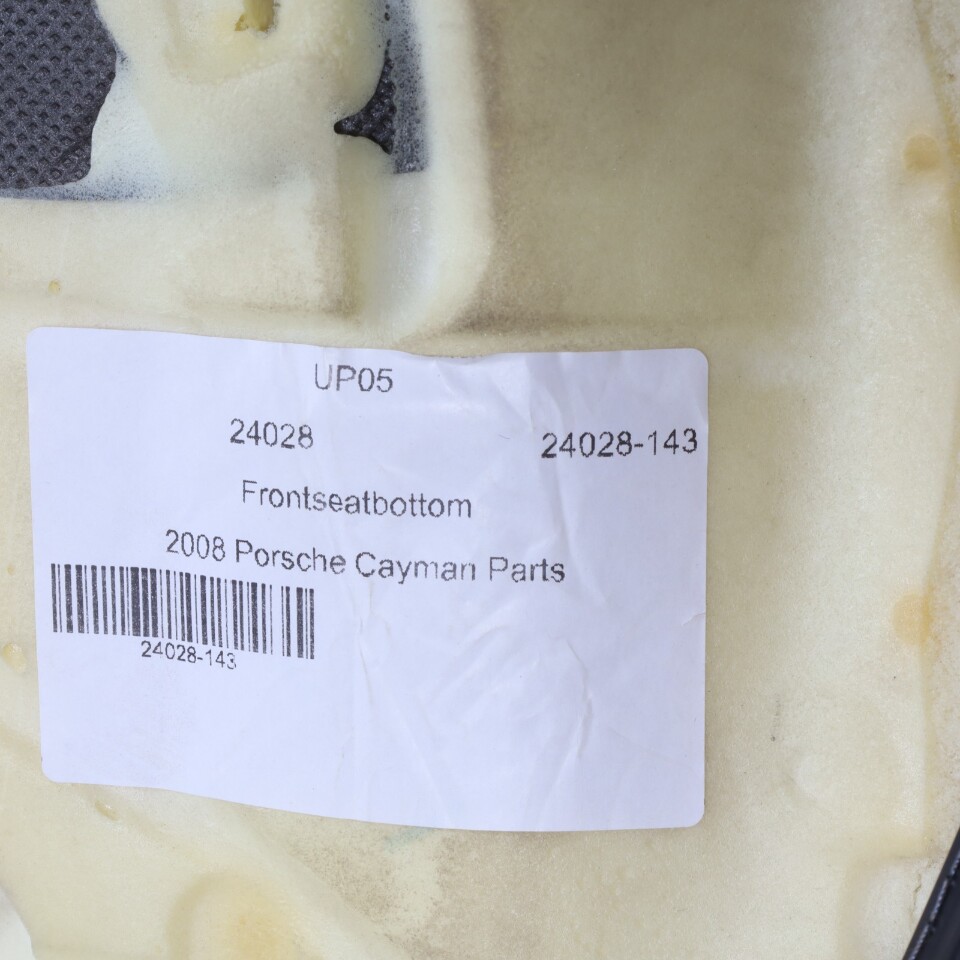 UP05
24028 24028-143
Frontseatbottom
2008 Porsche Cayman Parts
24028-143